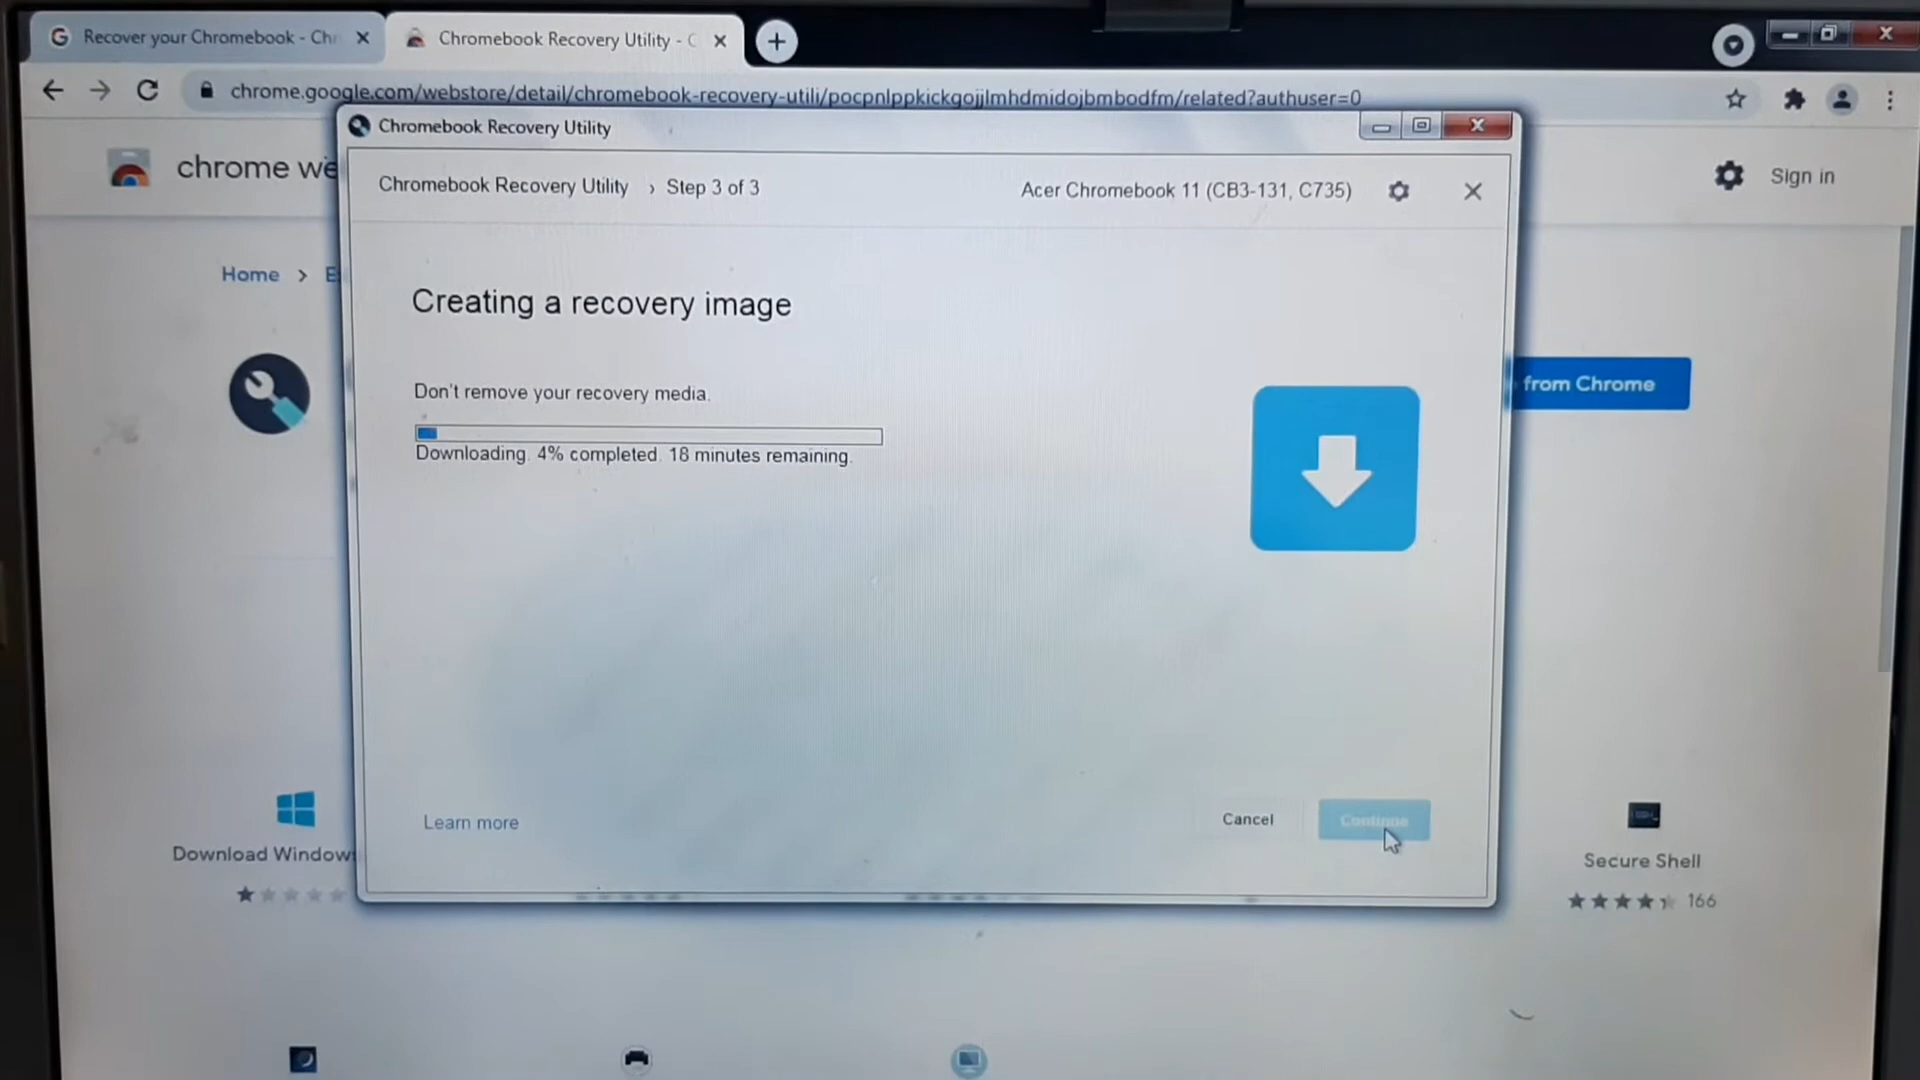 Recover your Chromebook - Chr
Chromebook Recovery Utility - C
chrome.google.com/webstore/detail/chromebook-recovery-utili/pocpnlppkickgojjlmhdmidojbmbodfm/related?authuser=0
Chromebook Recovery Utility
chrome we
Sign in
Chromebook Recovery Utility › Step 3 of 3
Acer Chromebook 11 (CB3-131, C735)
Home > E
Creating a recovery image
from Chrome
Don't remove your recovery media.
Downloading. 4% completed. 18 minutes remaining.
Learn more
Cancel
Continue
Download Windows
Secure Shell
166